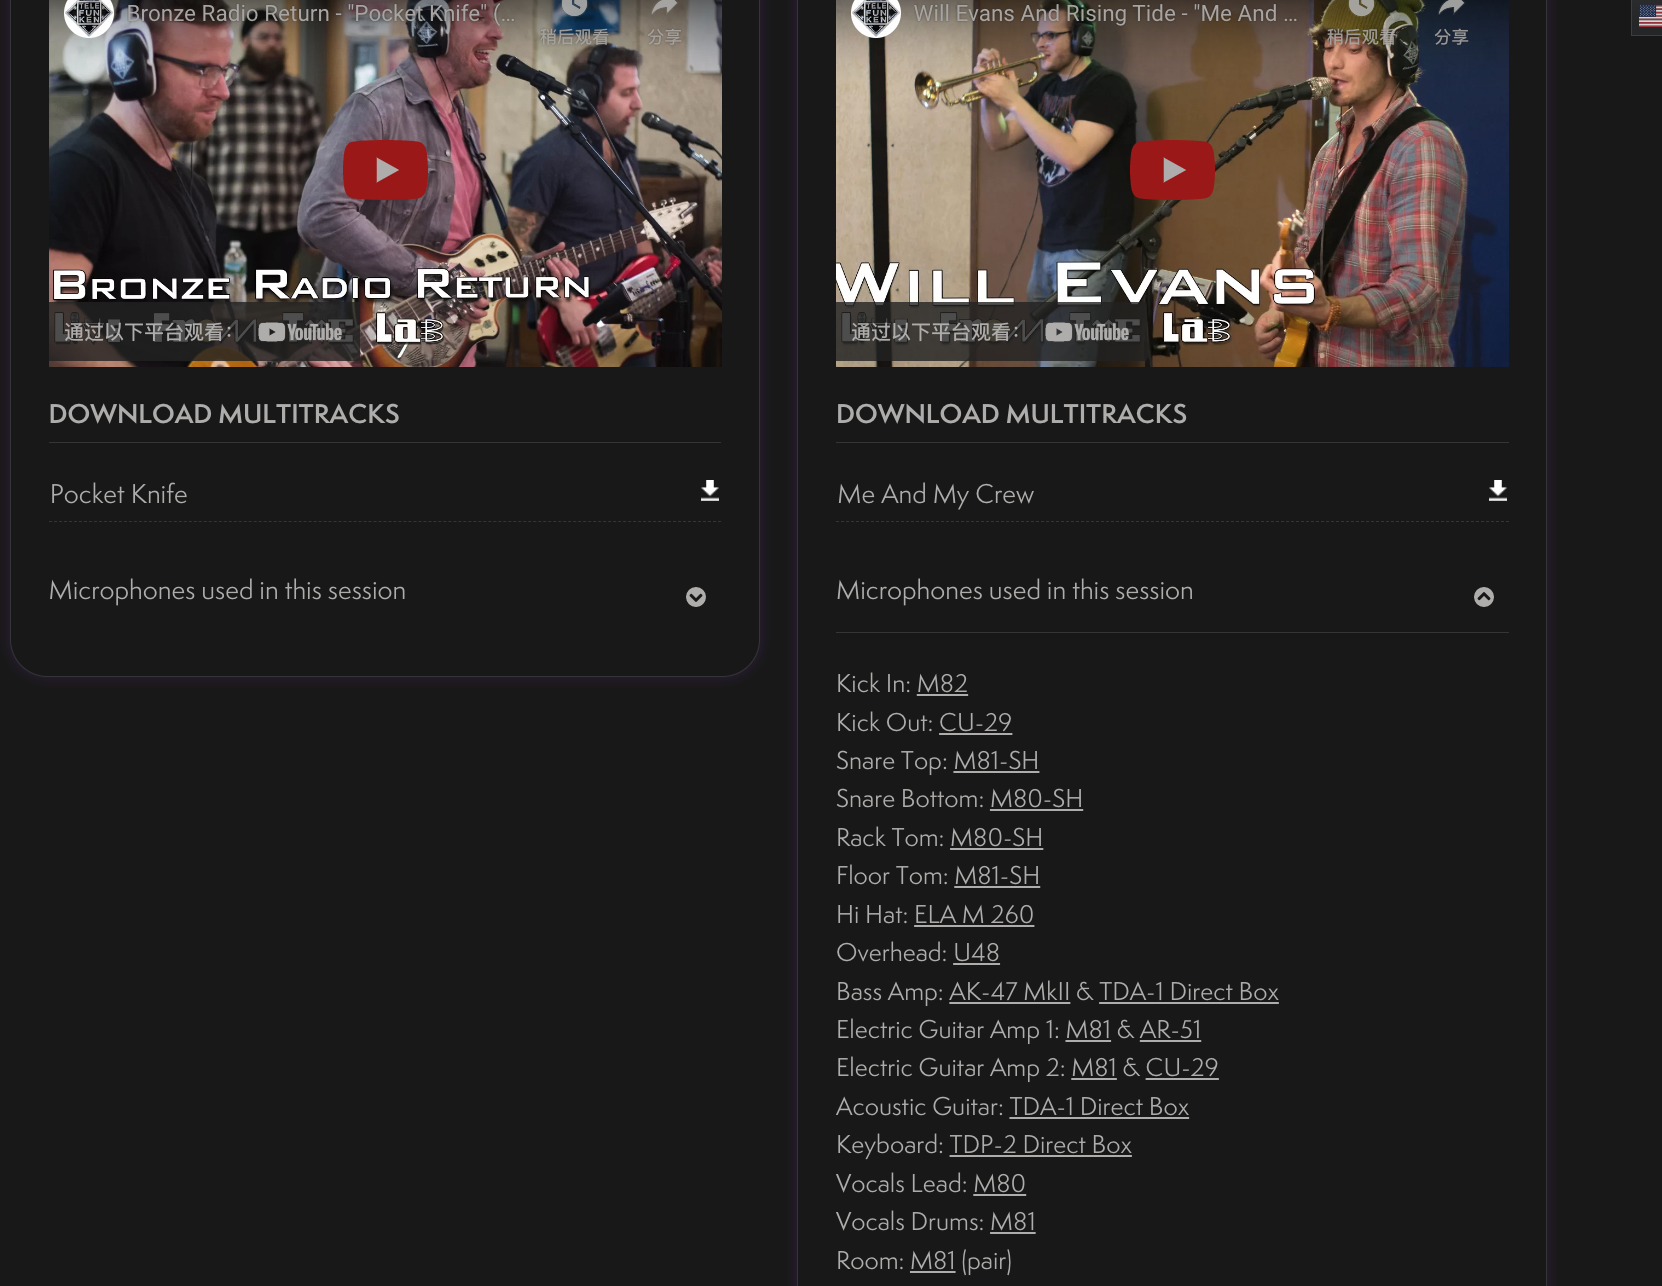 TELE
FUN
KEN
Bronze Radio Return - "Pocket Knife" (...
稍后观看
分享
BRONZE RADIO RETURN
通过以下平台观看：
YouTube
LAB
DOWNLOAD MULTITRACKS
Pocket Knife
Microphones used in this session
TELE
FUN
KEN
Will Evans And Rising Tide - "Me And ...
稍后观看
分享
WILL EVANS
通过以下平台观看：
YouTube
LAB
DOWNLOAD MULTITRACKS
Me And My Crew
Microphones used in this session
Kick In: M82
Kick Out: CU-29
Snare Top: M81-SH
Snare Bottom: M80-SH
Rack Tom: M80-SH
Floor Tom: M81-SH
Hi Hat: ELA M 260
Overhead: U48
Bass Amp: AK-47 MkII & TDA-1 Direct Box
Electric Guitar Amp 1: M81 & AR-51
Electric Guitar Amp 2: M81 & CU-29
Acoustic Guitar: TDA-1 Direct Box
Keyboard: TDP-2 Direct Box
Vocals Lead: M80
Vocals Drums: M81
Room: M81 (pair)